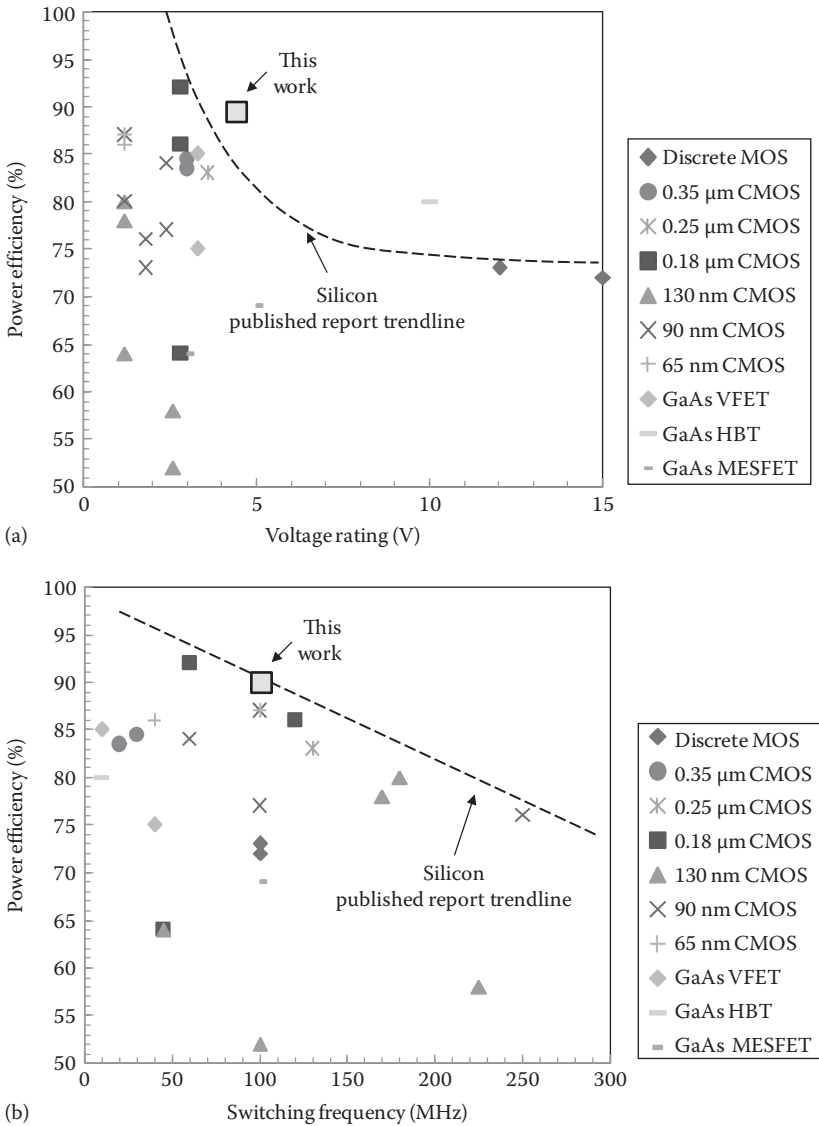 100
95
90
85
80
75
70
65
60
55
50
Power efficiency (%)
This
work
Silicon
published report trendline
0
5
10
15
Voltage rating (V)
(a)
Discrete MOS
0.35 µm CMOS
0.25 µm CMOS
0.18 µm CMOS
130 nm CMOS
90 nm CMOS
65 nm CMOS
GaAs VFET
GaAs HBT
GaAs MESFET
100
95
90
85
80
75
70
65
60
55
50
Power efficiency (%)
This
work
Silicon
published report trendline
0
50
100
150
200
250
300
Switching frequency (MHz)
(b)
Discrete MOS
0.35 µm CMOS
0.25 µm CMOS
0.18 µm CMOS
130 nm CMOS
90 nm CMOS
65 nm CMOS
GaAs VFET
GaAs HBT
GaAs MESFET